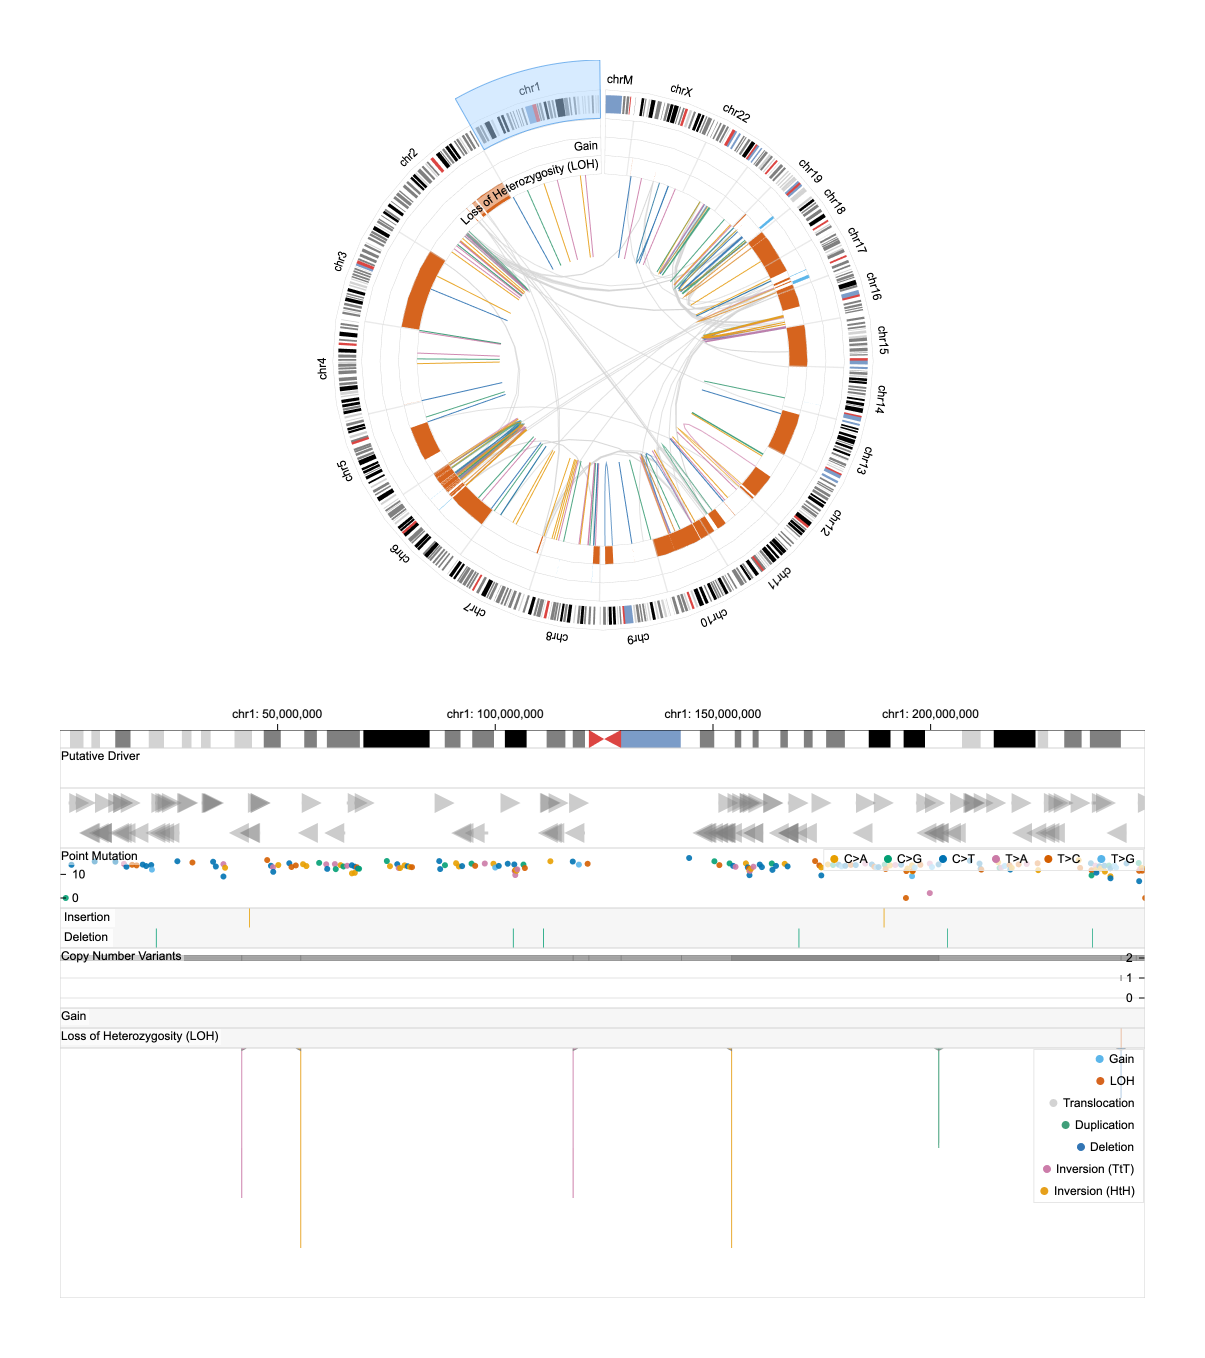 chrM
chrX
chr22
chr19
chr18
chr17
chr16
chr15
chr14
chr13
chr12
chr11
chr10
chr9
chr8
chr7
chr6
chr5
chr4
chr3
chr2
chr1
Gain
Loss of Heterozygosity (LOH)
chr1: 50,000,000 chr1: 100,000,000 chr1: 150,000,000 chr1: 200,000,000
Putative Driver
Point Mutation
C>A C>G C>T T>A T>C T>G
10
0
Insertion
Deletion
Copy Number Variants
2
1
0
Gain
Loss of Heterozygosity (LOH)
Gain
LOH
Translocation
Duplication
Deletion
Inversion (TtT)
Inversion (HtH)